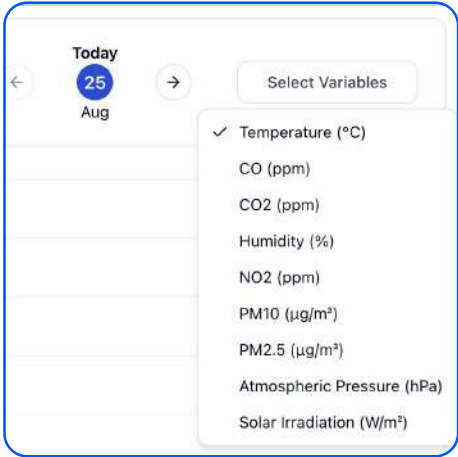 Today
25
Aug
Select Variables
Temperature (°C)
CO (ppm)
CO2 (ppm)
Humidity (%)
NO2 (ppm)
PM10 (µg/m³)
PM2.5 (µg/m³)
Atmospheric Pressure (hPa)
Solar Irradiation (W/m²)